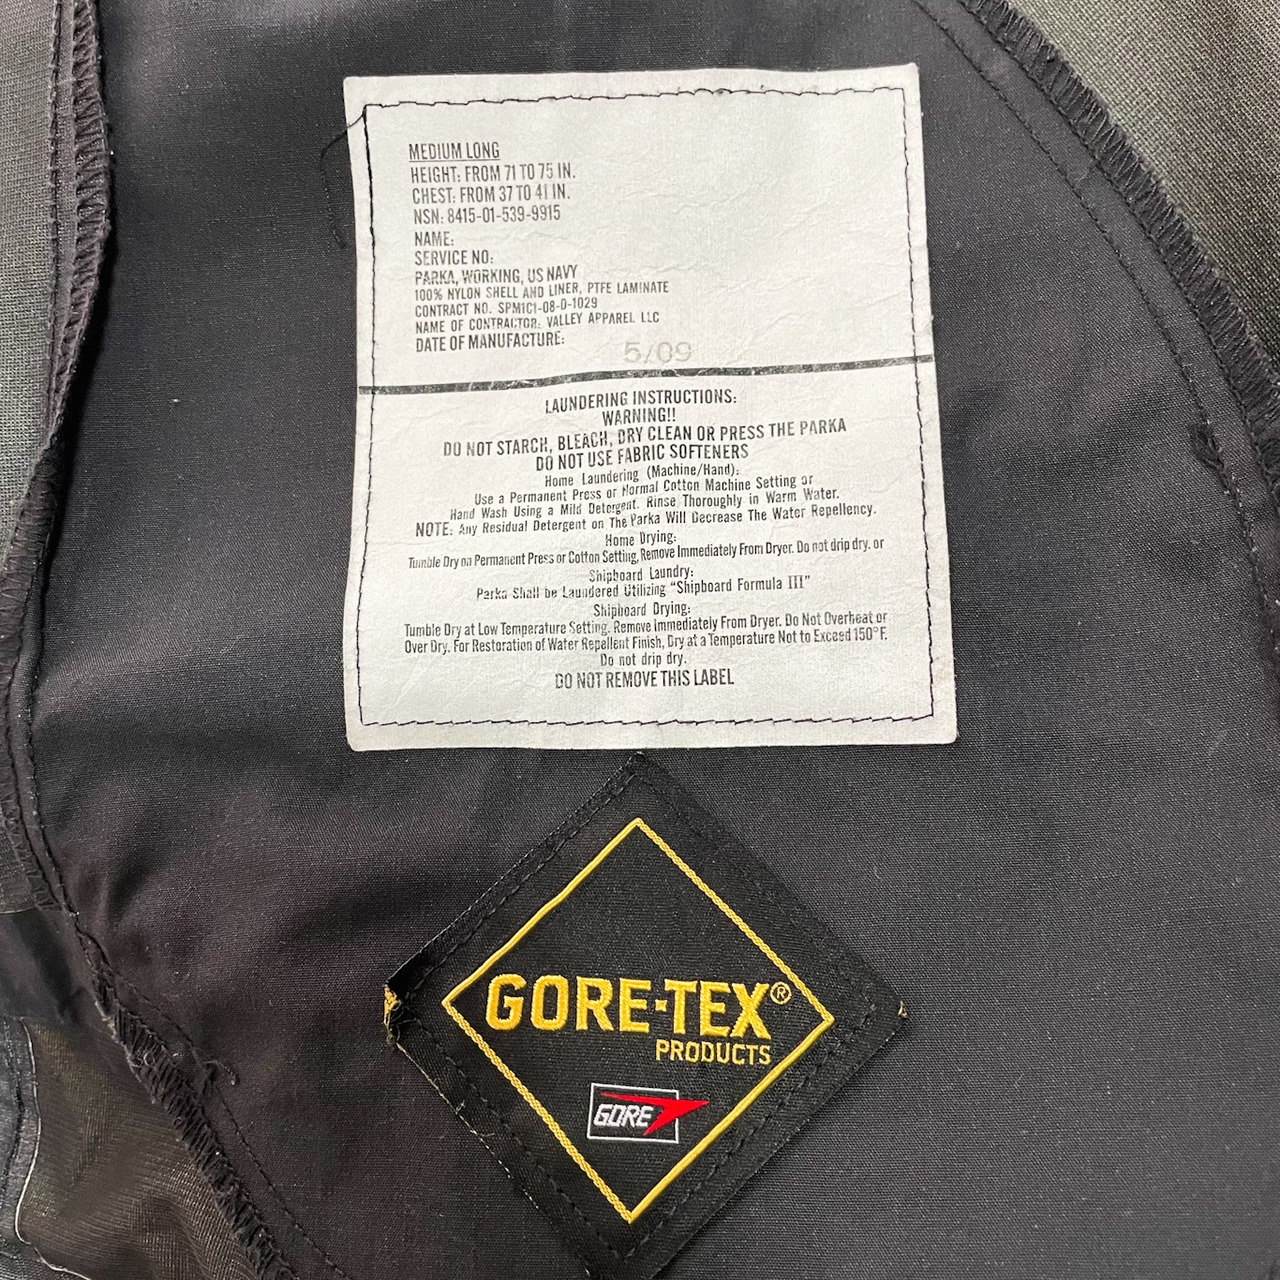 MEDIUM LONG
HEIGHT: FROM 71 TO 75 IN.
CHEST: FROM 37 TO 41 IN.
NSN: 8415-01-539-9915
NAME:
SERVICE NO:
PARKA, WORKING, US NAVY
100% NYLON SHELL AND LINER, PTFE LAMINATE
CONTRACT NO. SPM1C1-08-D-1029
NAME OF CONTRACTOR: VALLEY APPAREL LLC
DATE OF MANUFACTURE: 5/09
LAUNDERING INSTRUCTIONS:
WARNING!!
DO NOT STARCH, BLEACH, DRY CLEAN OR PRESS THE PARKA
DO NOT USE FABRIC SOFTENERS
Home Laundering (Machine/Hand):
Use a Permanent Press or Normal Cotton Machine Setting or
Hand Wash Using a Mild Detergent. Rinse Thoroughly in Warm Water.
NOTE: Any Residual Detergent on The Parka Will Decrease The Water Repellency.
Home Drying:
Tumble Dry on Permanent Press or Cotton Setting, Remove Immediately From Dryer. Do not drip dry. or
Shipboard Laundry:
Parka Shall be Laundered Utilizing "Shipboard Formula III"
Shipboard Drying:
Tumble Dry at Low Temperature Setting. Remove Immediately From Dryer. Do Not Overheat or
Over Dry. For Restoration of Water Repellent Finish, Dry at a Temperature Not to Exceed 150°F.
Do not drip dry.
DO NOT REMOVE THIS LABEL
GORE-TEX®
PRODUCTS
GORE